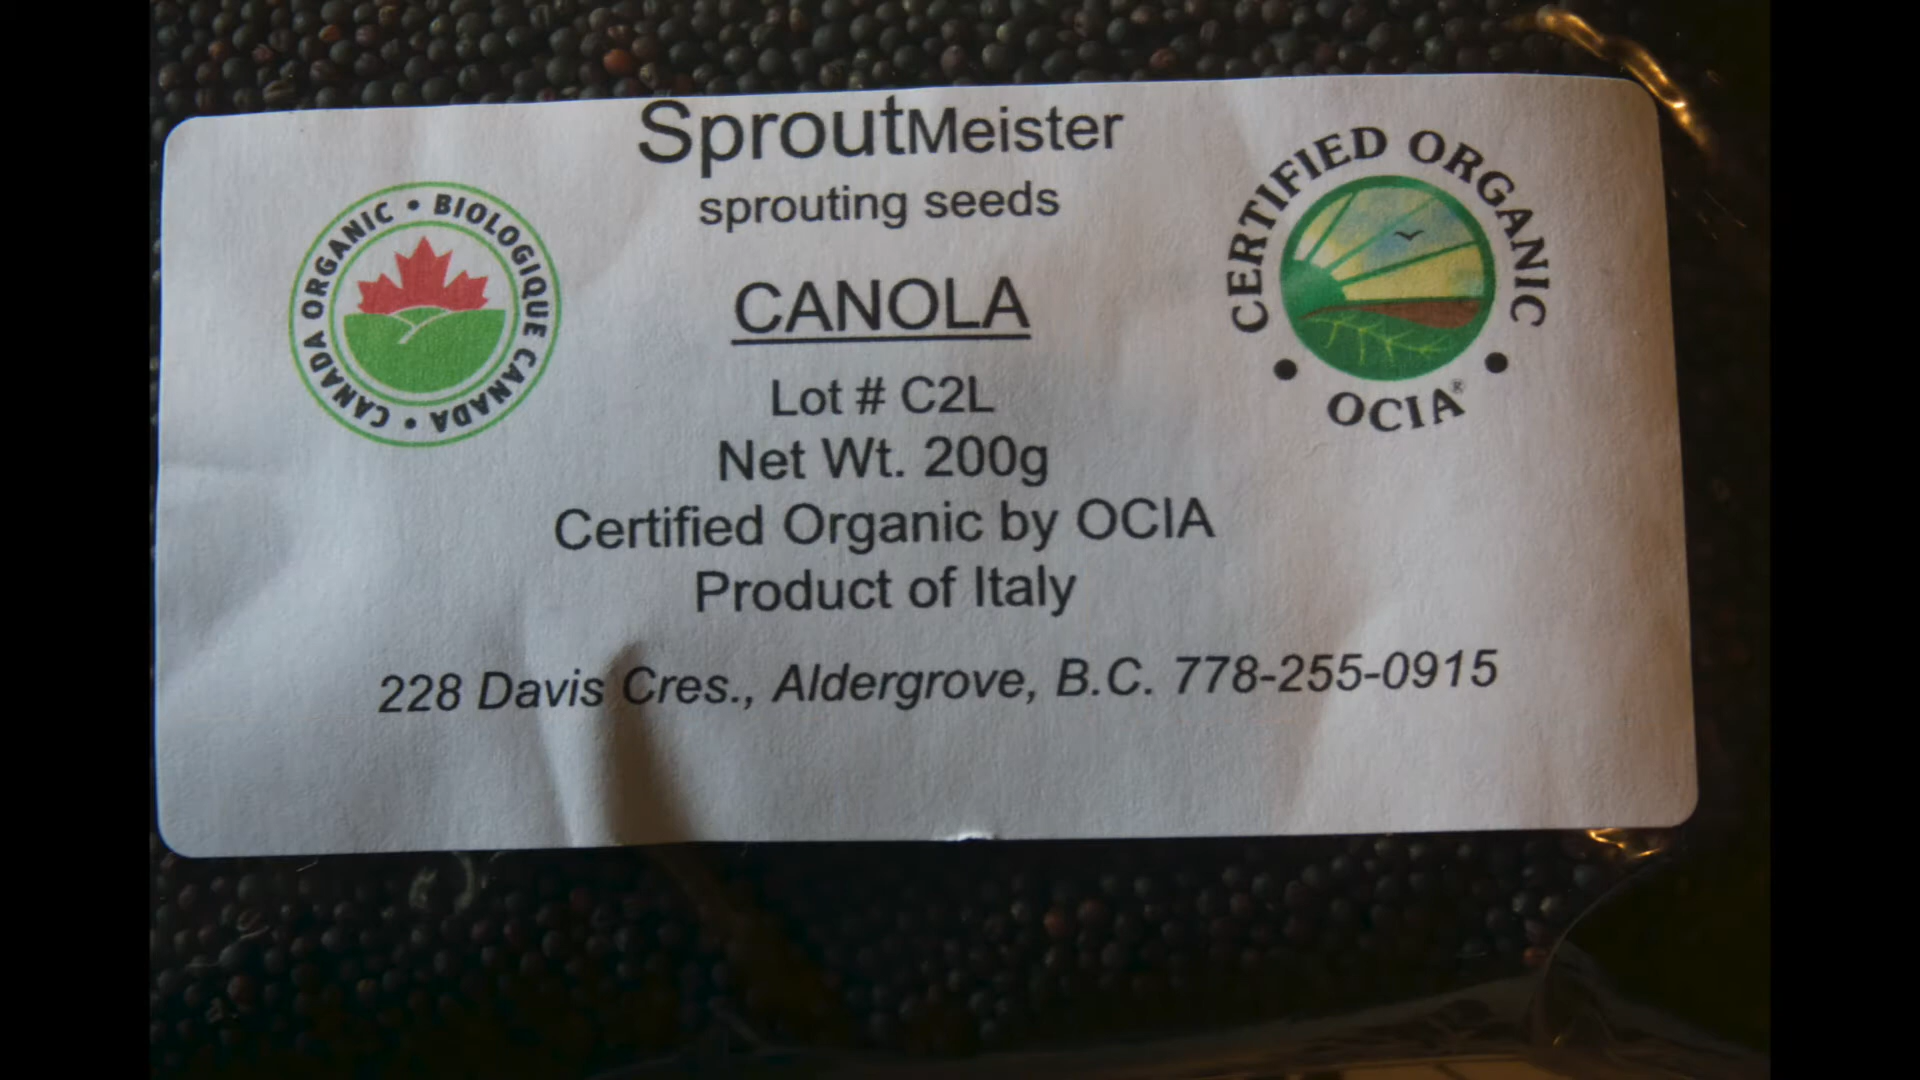 SproutMeister
sprouting seeds
CANADA ORGANIC • BIOLOGIQUE CANADA •
CERTIFIED ORGANIC
• OCIA® •
CANOLA
Lot # C2L
Net Wt. 200g
Certified Organic by OCIA
Product of Italy
228 Davis Cres., Aldergrove, B.C. 778-255-0915